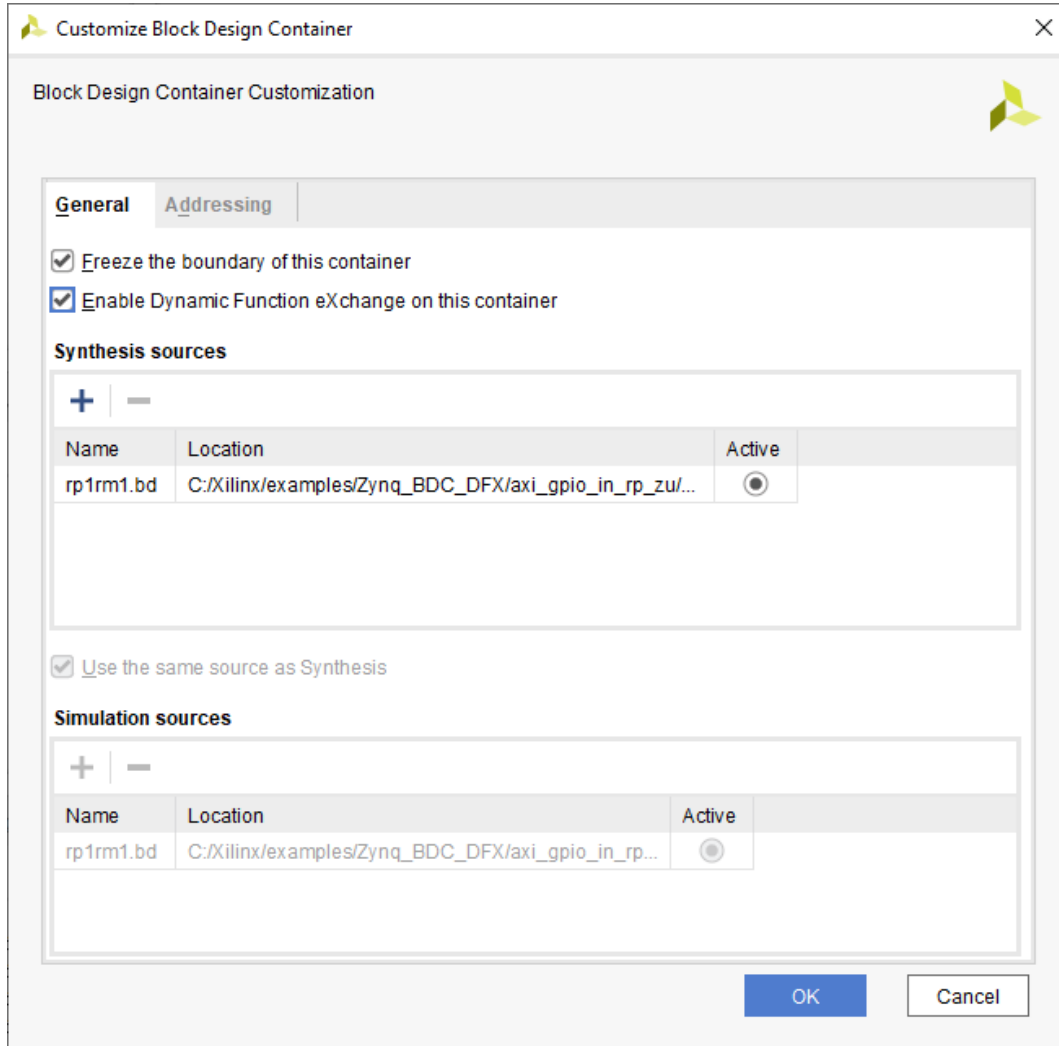 Customize Block Design Container
Block Design Container Customization
General Addressing
Freeze the boundary of this container
Enable Dynamic Function eXchange on this container
Synthesis sources
Name Location Active
rp1rm1.bd C:/Xilinx/examples/Zynq_BDC_DFX/axi_gpio_in_rp_zu/...
Use the same source as Synthesis
Simulation sources
Name Location Active
rp1rm1.bd C:/Xilinx/examples/Zynq_BDC_DFX/axi_gpio_in_rp...
OK Cancel